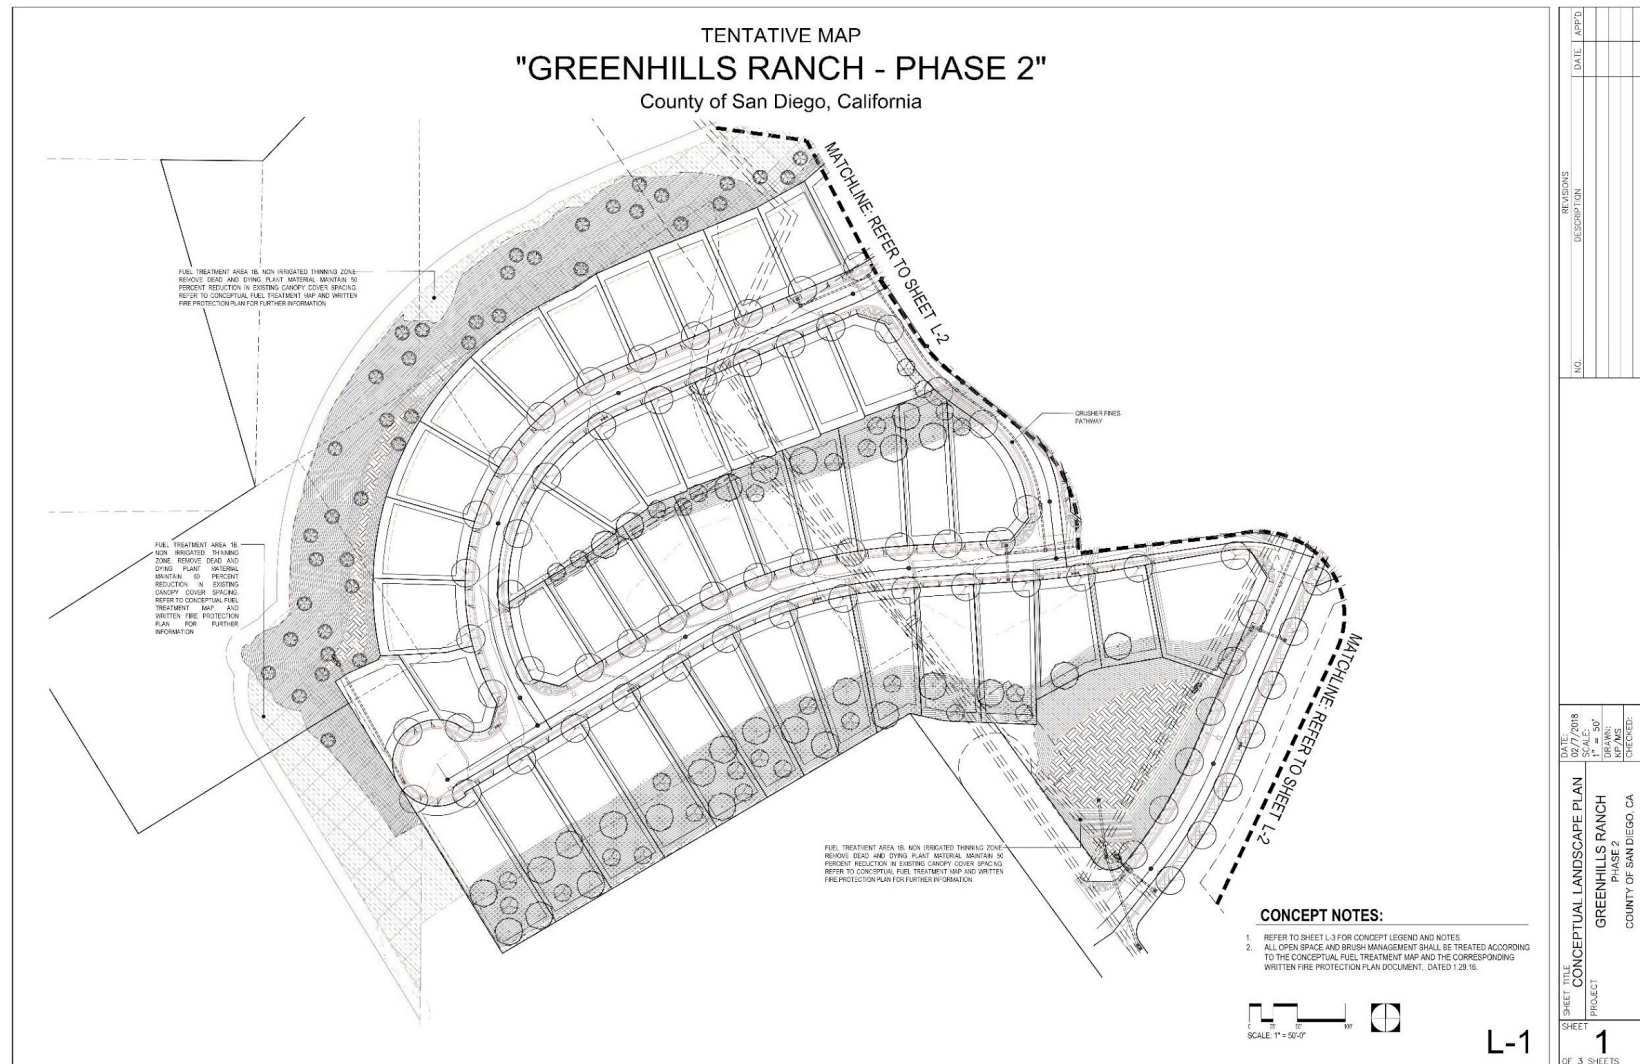 TENTATIVE MAP
"GREENHILLS RANCH - PHASE 2"
County of San Diego, California
MATCHLINE: REFER TO SHEET L-2
FUEL TREATMENT AREA 1B. NON IRRIGATED THINNING ZONE.
REMOVE DEAD AND DYING PLANT MATERIAL MAINTAIN 50
PERCENT REDUCTION IN EXISTING CANOPY COVER SPACING.
REFER TO CONCEPTUAL FUEL TREATMENT MAP AND WRITTEN
FIRE PROTECTION PLAN FOR FURTHER INFORMATION
CRUSHER FINES
PATHWAY
FUEL TREATMENT AREA 1B.
NON IRRIGATED THINNING
ZONE. REMOVE DEAD AND
DYING PLANT MATERIAL
MAINTAIN 50 PERCENT
REDUCTION IN EXISTING
CANOPY COVER SPACING.
REFER TO CONCEPTUAL FUEL
TREATMENT MAP AND
WRITTEN FIRE PROTECTION
PLAN FOR FURTHER
INFORMATION
MATCHLINE: REFER TO SHEET L-2
FUEL TREATMENT AREA 1B. NON IRRIGATED THINNING ZONE.
REMOVE DEAD AND DYING PLANT MATERIAL MAINTAIN 50
PERCENT REDUCTION IN EXISTING CANOPY COVER SPACING.
REFER TO CONCEPTUAL FUEL TREATMENT MAP AND WRITTEN
FIRE PROTECTION PLAN FOR FURTHER INFORMATION
CONCEPT NOTES:
1. REFER TO SHEET L-3 FOR CONCEPT LEGEND AND NOTES.
2. ALL OPEN SPACE AND BRUSH MANAGEMENT SHALL BE TREATED ACCORDING
TO THE CONCEPTUAL FUEL TREATMENT MAP AND THE CORRESPONDING
WRITTEN FIRE PROTECTION PLAN DOCUMENT, DATED 1.29.16.
0 25' 50' 100'
SCALE: 1" = 50'-0"
L-1
REVISIONS
NO. DESCRIPTION DATE APP'D
DATE:
02/7/2018
SCALE:
1" = 50'
DRAWN:
KP/MS
CHECKED:
SHEET TITLE
CONCEPTUAL LANDSCAPE PLAN
PROJECT
GREENHILLS RANCH
PHASE 2
COUNTY OF SAN DIEGO, CA
SHEET
1
OF 3 SHEETS